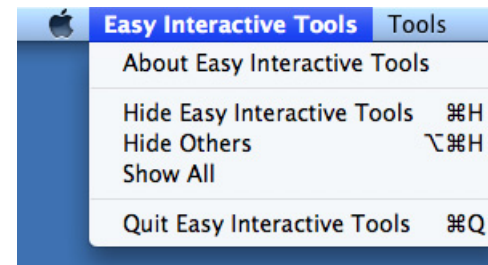 Easy Interactive Tools Tools
About Easy Interactive Tools
Hide Easy Interactive Tools ⌘H
Hide Others ⌥⌘H
Show All
Quit Easy Interactive Tools ⌘Q